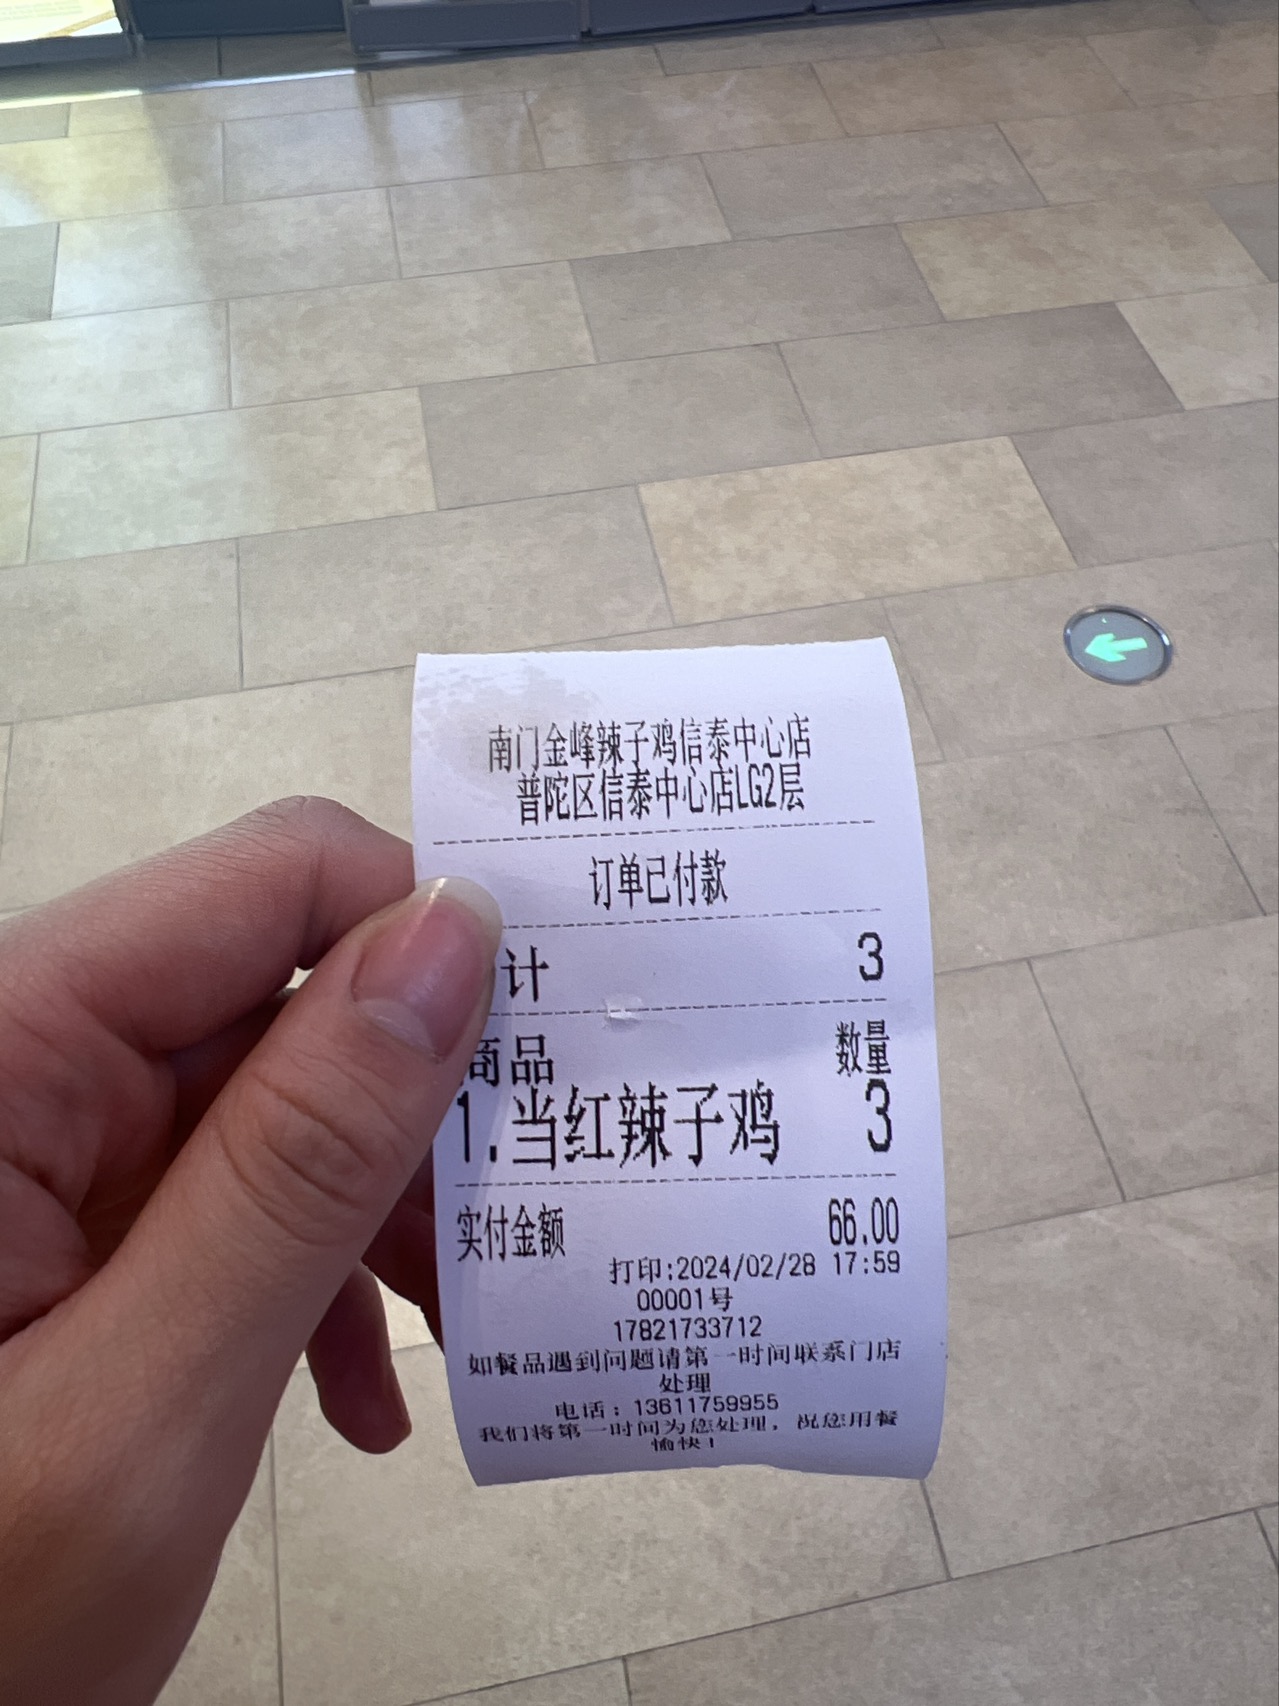 南门金峰辣子鸡信泰中心店
普陀区信泰中心店LG2层
订单已付款
计 3
商品 数量
1.当红辣子鸡 3
实付金额 66.00
打印:2024/02/28 17:59
00001号
17821733712
如餐品遇到问题请第一时间联系门店
处理
电话：13611759955
我们将第一时间为您处理，祝您用餐
愉快！